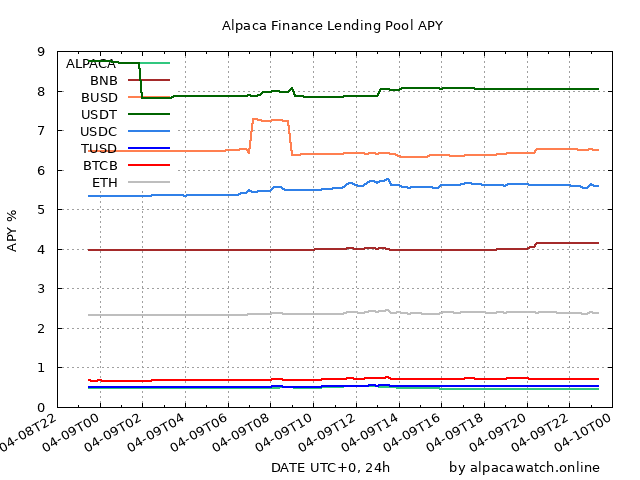 Alpaca Finance Lending Pool APY
9
8
7
6
5
4
3
2
1
0
APY %
ALPACA
BNB
BUSD
USDT
USDC
TUSD
BTCB
ETH
04-08T22
04-09T00
04-09T02
04-09T04
04-09T06
04-09T08
04-09T10
04-09T12
04-09T14
04-09T16
04-09T18
04-09T20
04-09T22
04-10T00
DATE UTC+0, 24h
by alpacawatch.online